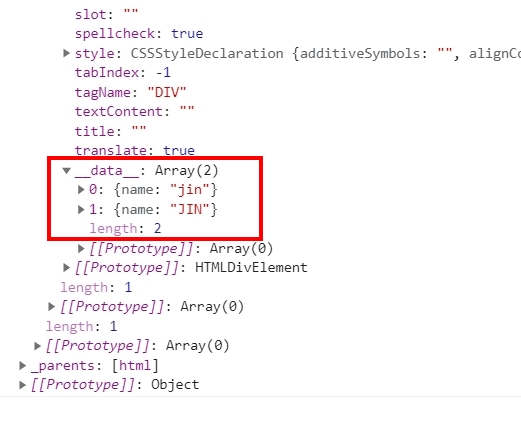 slot: ""
spellcheck: true
style: CSSStyleDeclaration {additiveSymbols: "", alignCo
tabIndex: -1
tagName: "DIV"
textContent: ""
title: ""
translate: true
__data__: Array(2)
0: {name: "jin"}
1: {name: "JIN"}
length: 2
[[Prototype]]: Array(0)
[[Prototype]]: HTMLDivElement
length: 1
[[Prototype]]: Array(0)
length: 1
[[Prototype]]: Array(0)
_parents: [html]
[[Prototype]]: Object